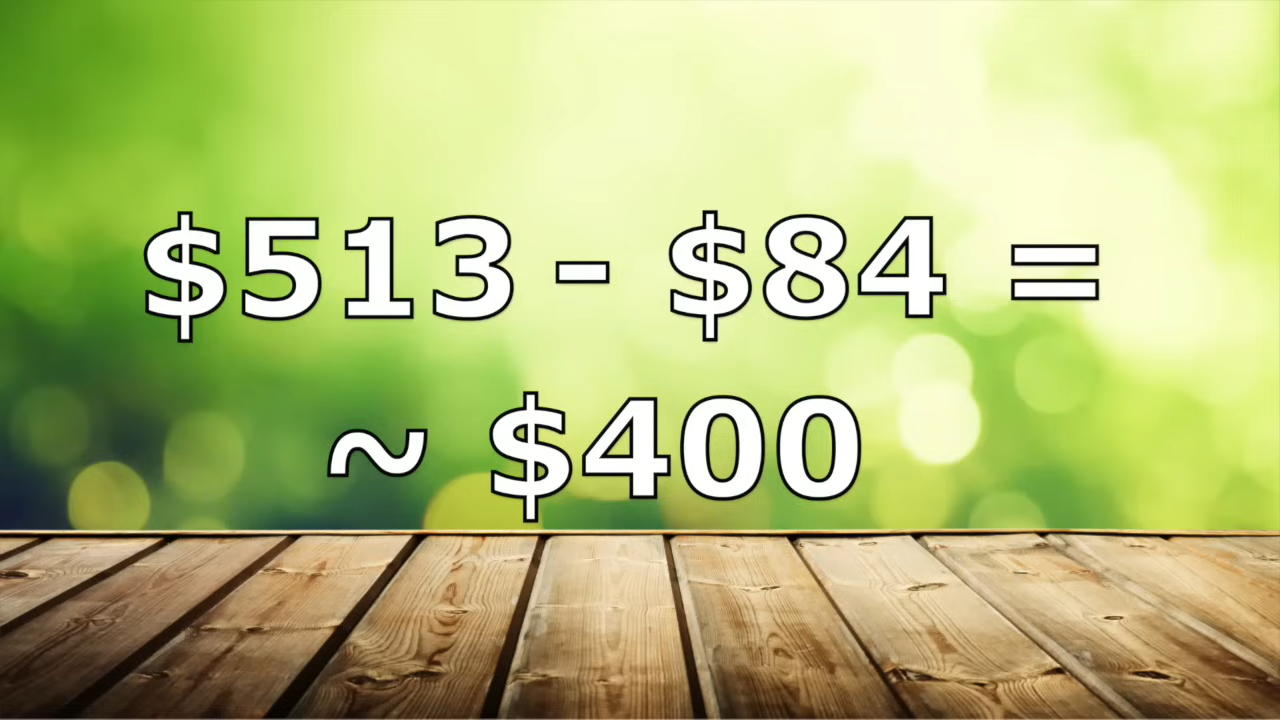 $513 - $84 =
~ $400